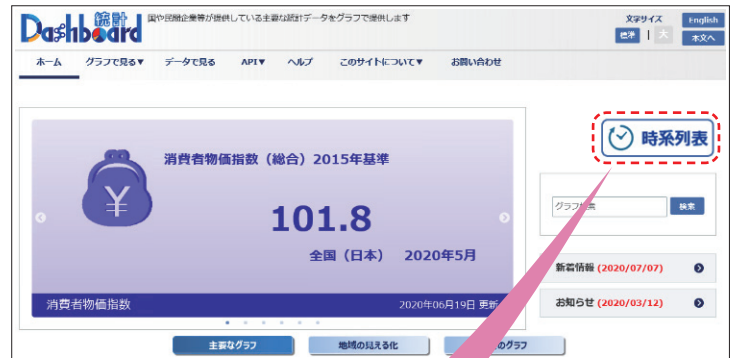 統計
Dashboard
国や民間企業等が提供している主要な統計データをグラフで提供します
文字サイズ
標準 | 大
English
本文へ
ホーム グラフで見る▼ データで見る API▼ ヘルプ このサイトについて▼ お問い合わせ
時系列表
消費者物価指数（総合）2015年基準
¥
101.8
全国（日本） 2020年5月
検索
新着情報 (2020/07/07)
お知らせ (2020/03/12)
消費者物価指数
2020年06月19日 更新
主要なグラフ
地域の見える化
のグラフ